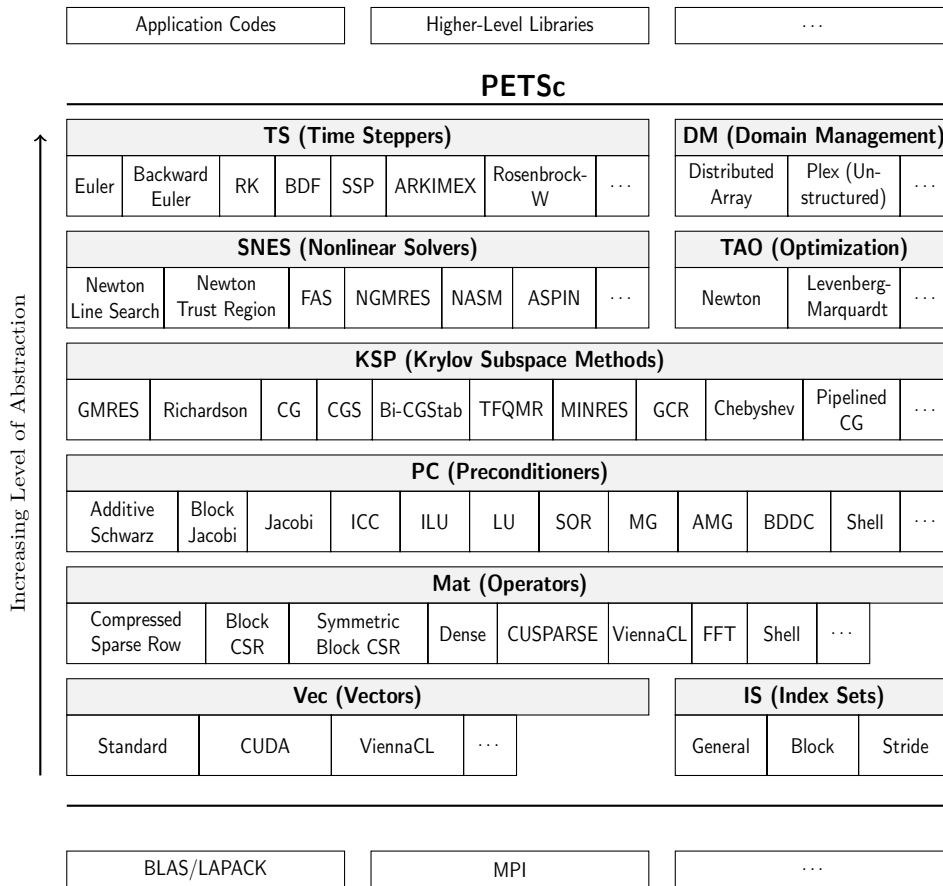 Application Codes
Higher-Level Libraries
···
PETSc
TS (Time Steppers)
DM (Domain Management)
Euler
Backward
Euler
RK
BDF
SSP
ARKIMEX
Rosenbrock-
W
···
Distributed
Array
Plex (Un-
structured)
···
SNES (Nonlinear Solvers)
TAO (Optimization)
Newton
Line Search
Newton
Trust Region
FAS
NGMRES
NASM
ASPIN
···
Newton
Levenberg-
Marquardt
···
KSP (Krylov Subspace Methods)
GMRES
Richardson
CG
CGS
Bi-CGStab
TFQMR
MINRES
GCR
Chebyshev
Pipelined
CG
···
PC (Preconditioners)
Additive
Schwarz
Block
Jacobi
Jacobi
ICC
ILU
LU
SOR
MG
AMG
BDDC
Shell
···
Mat (Operators)
Compressed
Sparse Row
Block
CSR
Symmetric
Block CSR
Dense
CUSPARSE
ViennaCL
FFT
Shell
···
Vec (Vectors)
IS (Index Sets)
Standard
CUDA
ViennaCL
···
General
Block
Stride
Increasing Level of Abstraction
BLAS/LAPACK
MPI
···